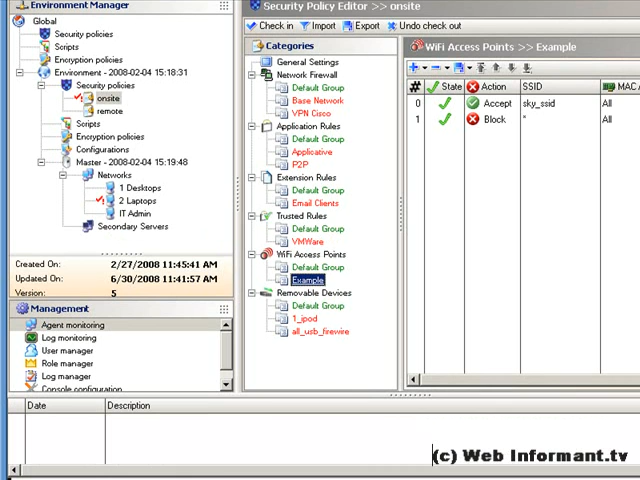 Environment Manager
Global
Security policies
Scripts
Encryption policies
Environment - 2008-02-04 15:18:31
Security policies
onsite
remote
Scripts
Encryption policies
Configurations
Master - 2008-02-04 15:19:48
Networks
1 Desktops
2 Laptops
IT Admin
Secondary Servers
Created On: 2/27/2008 11:45:41 AM
Updated On: 6/30/2008 11:41:57 AM
Version: 5
Management
Agent monitoring
Log monitoring
User manager
Role manager
Log manager
Console configuration
Security Policy Editor >> onsite
Check in Import Export Undo check out
Categories
General Settings
Network Firewall
Default Group
Base Network
VPN Cisco
Application Rules
Default Group
Applicative
P2P
Extension Rules
Default Group
Email Clients
Trusted Rules
Default Group
VMWare
WiFi Access Points
Default Group
Example
Removable Devices
Default Group
1_ipod
all_usb_firewire
WiFi Access Points >> Example
# State Action SSID MAC A
0 Accept sky_ssid All
1 Block * All
Date Description
(c) Web Informant.tv